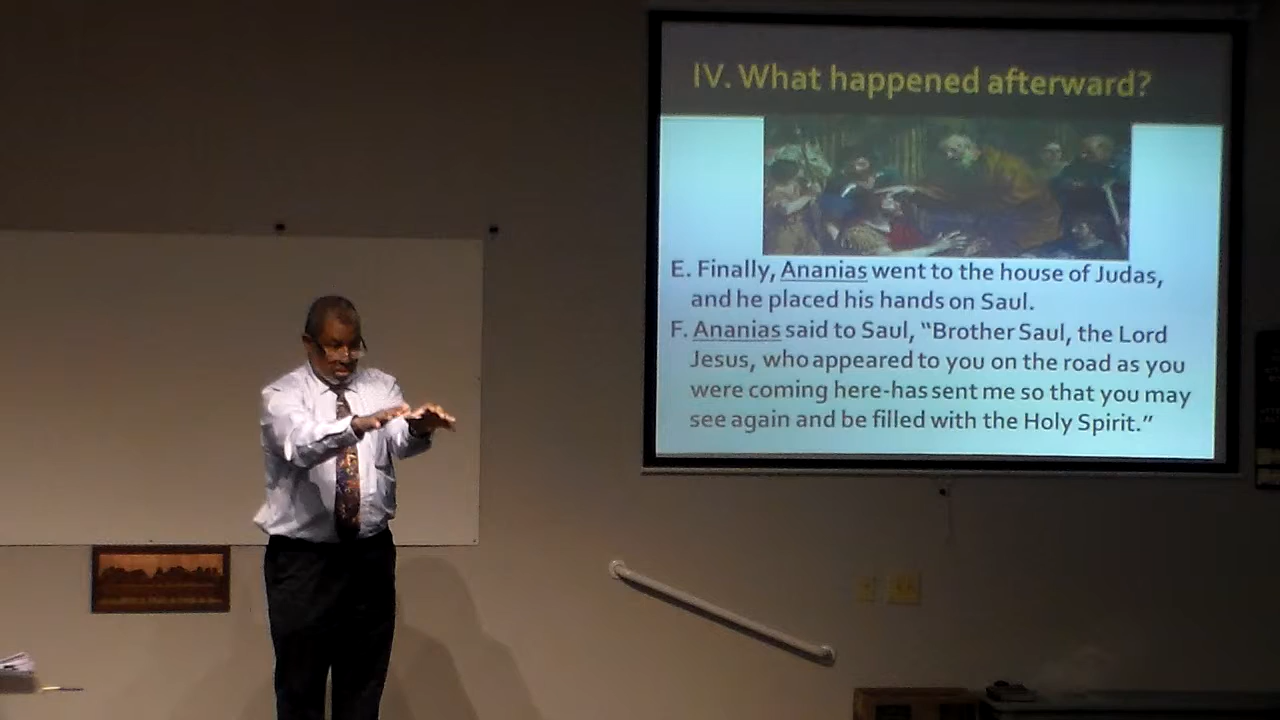 IV. What happened afterward?
E. Finally, Ananias went to the house of Judas,
and he placed his hands on Saul.
F. Ananias said to Saul, “Brother Saul, the Lord
Jesus, who appeared to you on the road as you
were coming here-has sent me so that you may
see again and be filled with the Holy Spirit.”